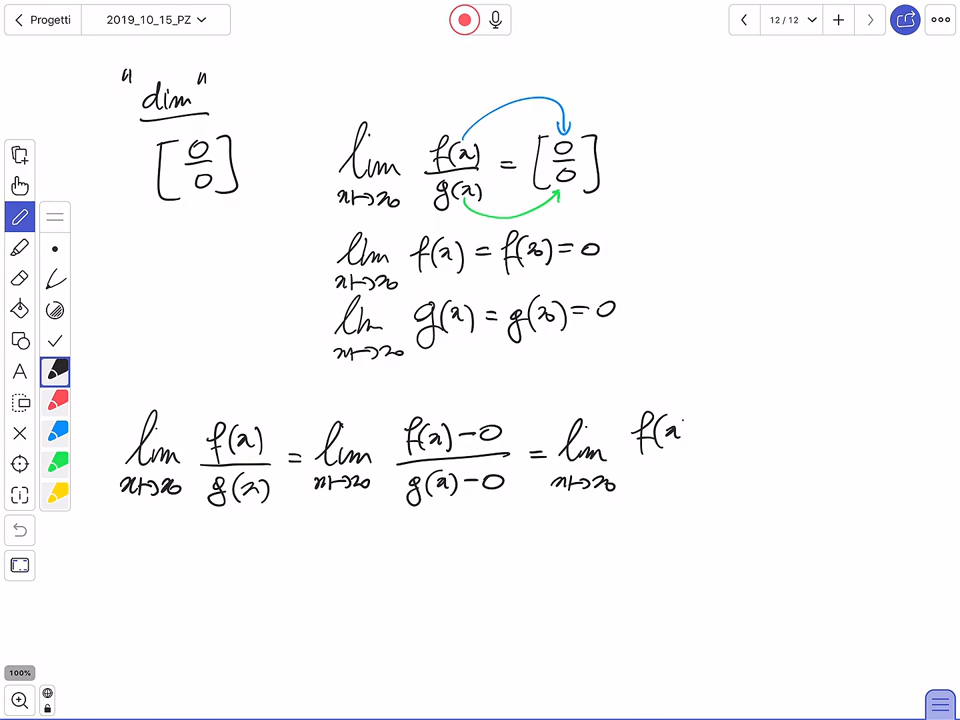 Progetti
2019_10_15_PZ
12 / 12
"dim"
[0/0]
lim x→x₀ f(x)/g(x) = [0/0]
lim x→x₀ f(x) = f(x₀) = 0
lim x→x₀ g(x) = g(x₀) = 0
lim x→x₀ f(x)/g(x) = lim x→x₀ (f(x)-0)/(g(x)-0) = lim x→x₀ f(x
A
100%